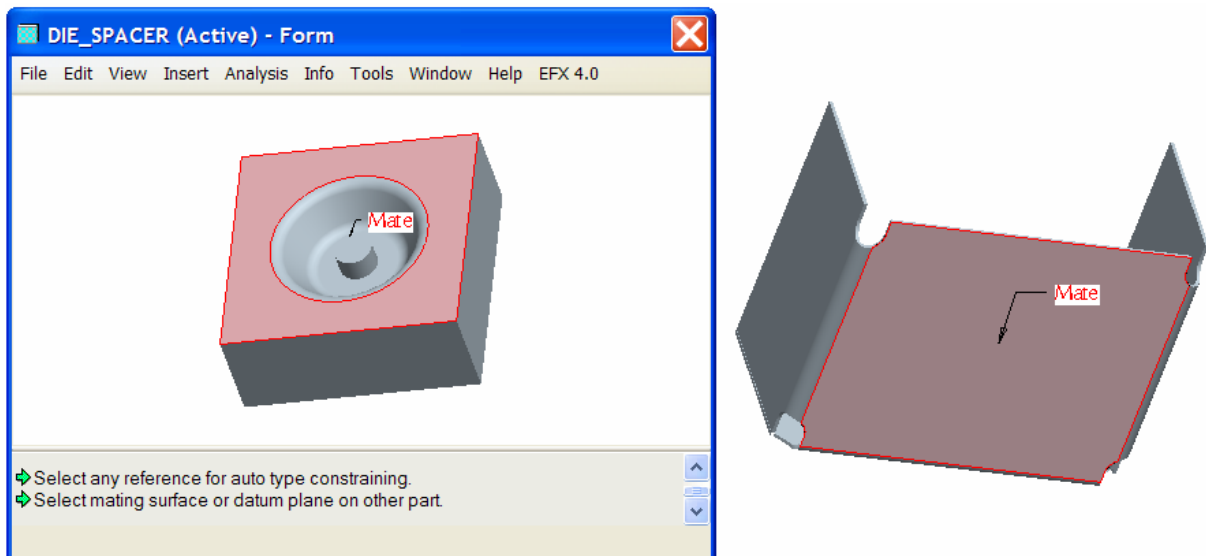 DIE_SPACER (Active) - Form
File Edit View Insert Analysis Info Tools Window Help EFX 4.0
Mate
Select any reference for auto type constraining.
Select mating surface or datum plane on other part.
Mate